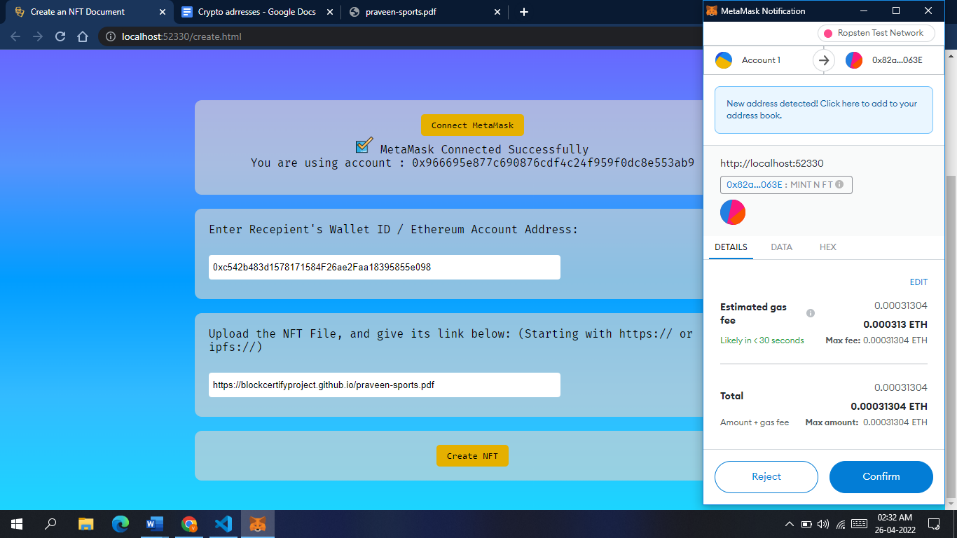 Create an NFT Document
Crypto adrresses - Google Docs
praveen-sports.pdf
localhost:52330/create.html
Connect MetaMask
MetaMask Connected Successfully
You are using account : 0x966695e877c690876cdf4c24f959f0dc8e553ab9
Enter Recepient's Wallet ID / Ethereum Account Address:
0xc542b483d1578171584F26ae2Faa18395855e098
Upload the NFT File, and give its link below: (Starting with https:// or
ipfs://)
https://blockcertifyproject.github.io/praveen-sports.pdf
Create NFT
MetaMask Notification
Ropsten Test Network
Account 1
0x82a...063E
New address detected! Click here to add to your
address book.
http://localhost:52330
0x82a...063E : MINT N FT
DETAILS DATA HEX
EDIT
Estimated gas
fee
0.00031304
0.000313 ETH
Likely in < 30 seconds
Max fee: 0.00031304 ETH
Total
0.00031304
0.00031304 ETH
Amount + gas fee
Max amount: 0.00031304 ETH
Reject
Confirm
02:32 AM
26-04-2022